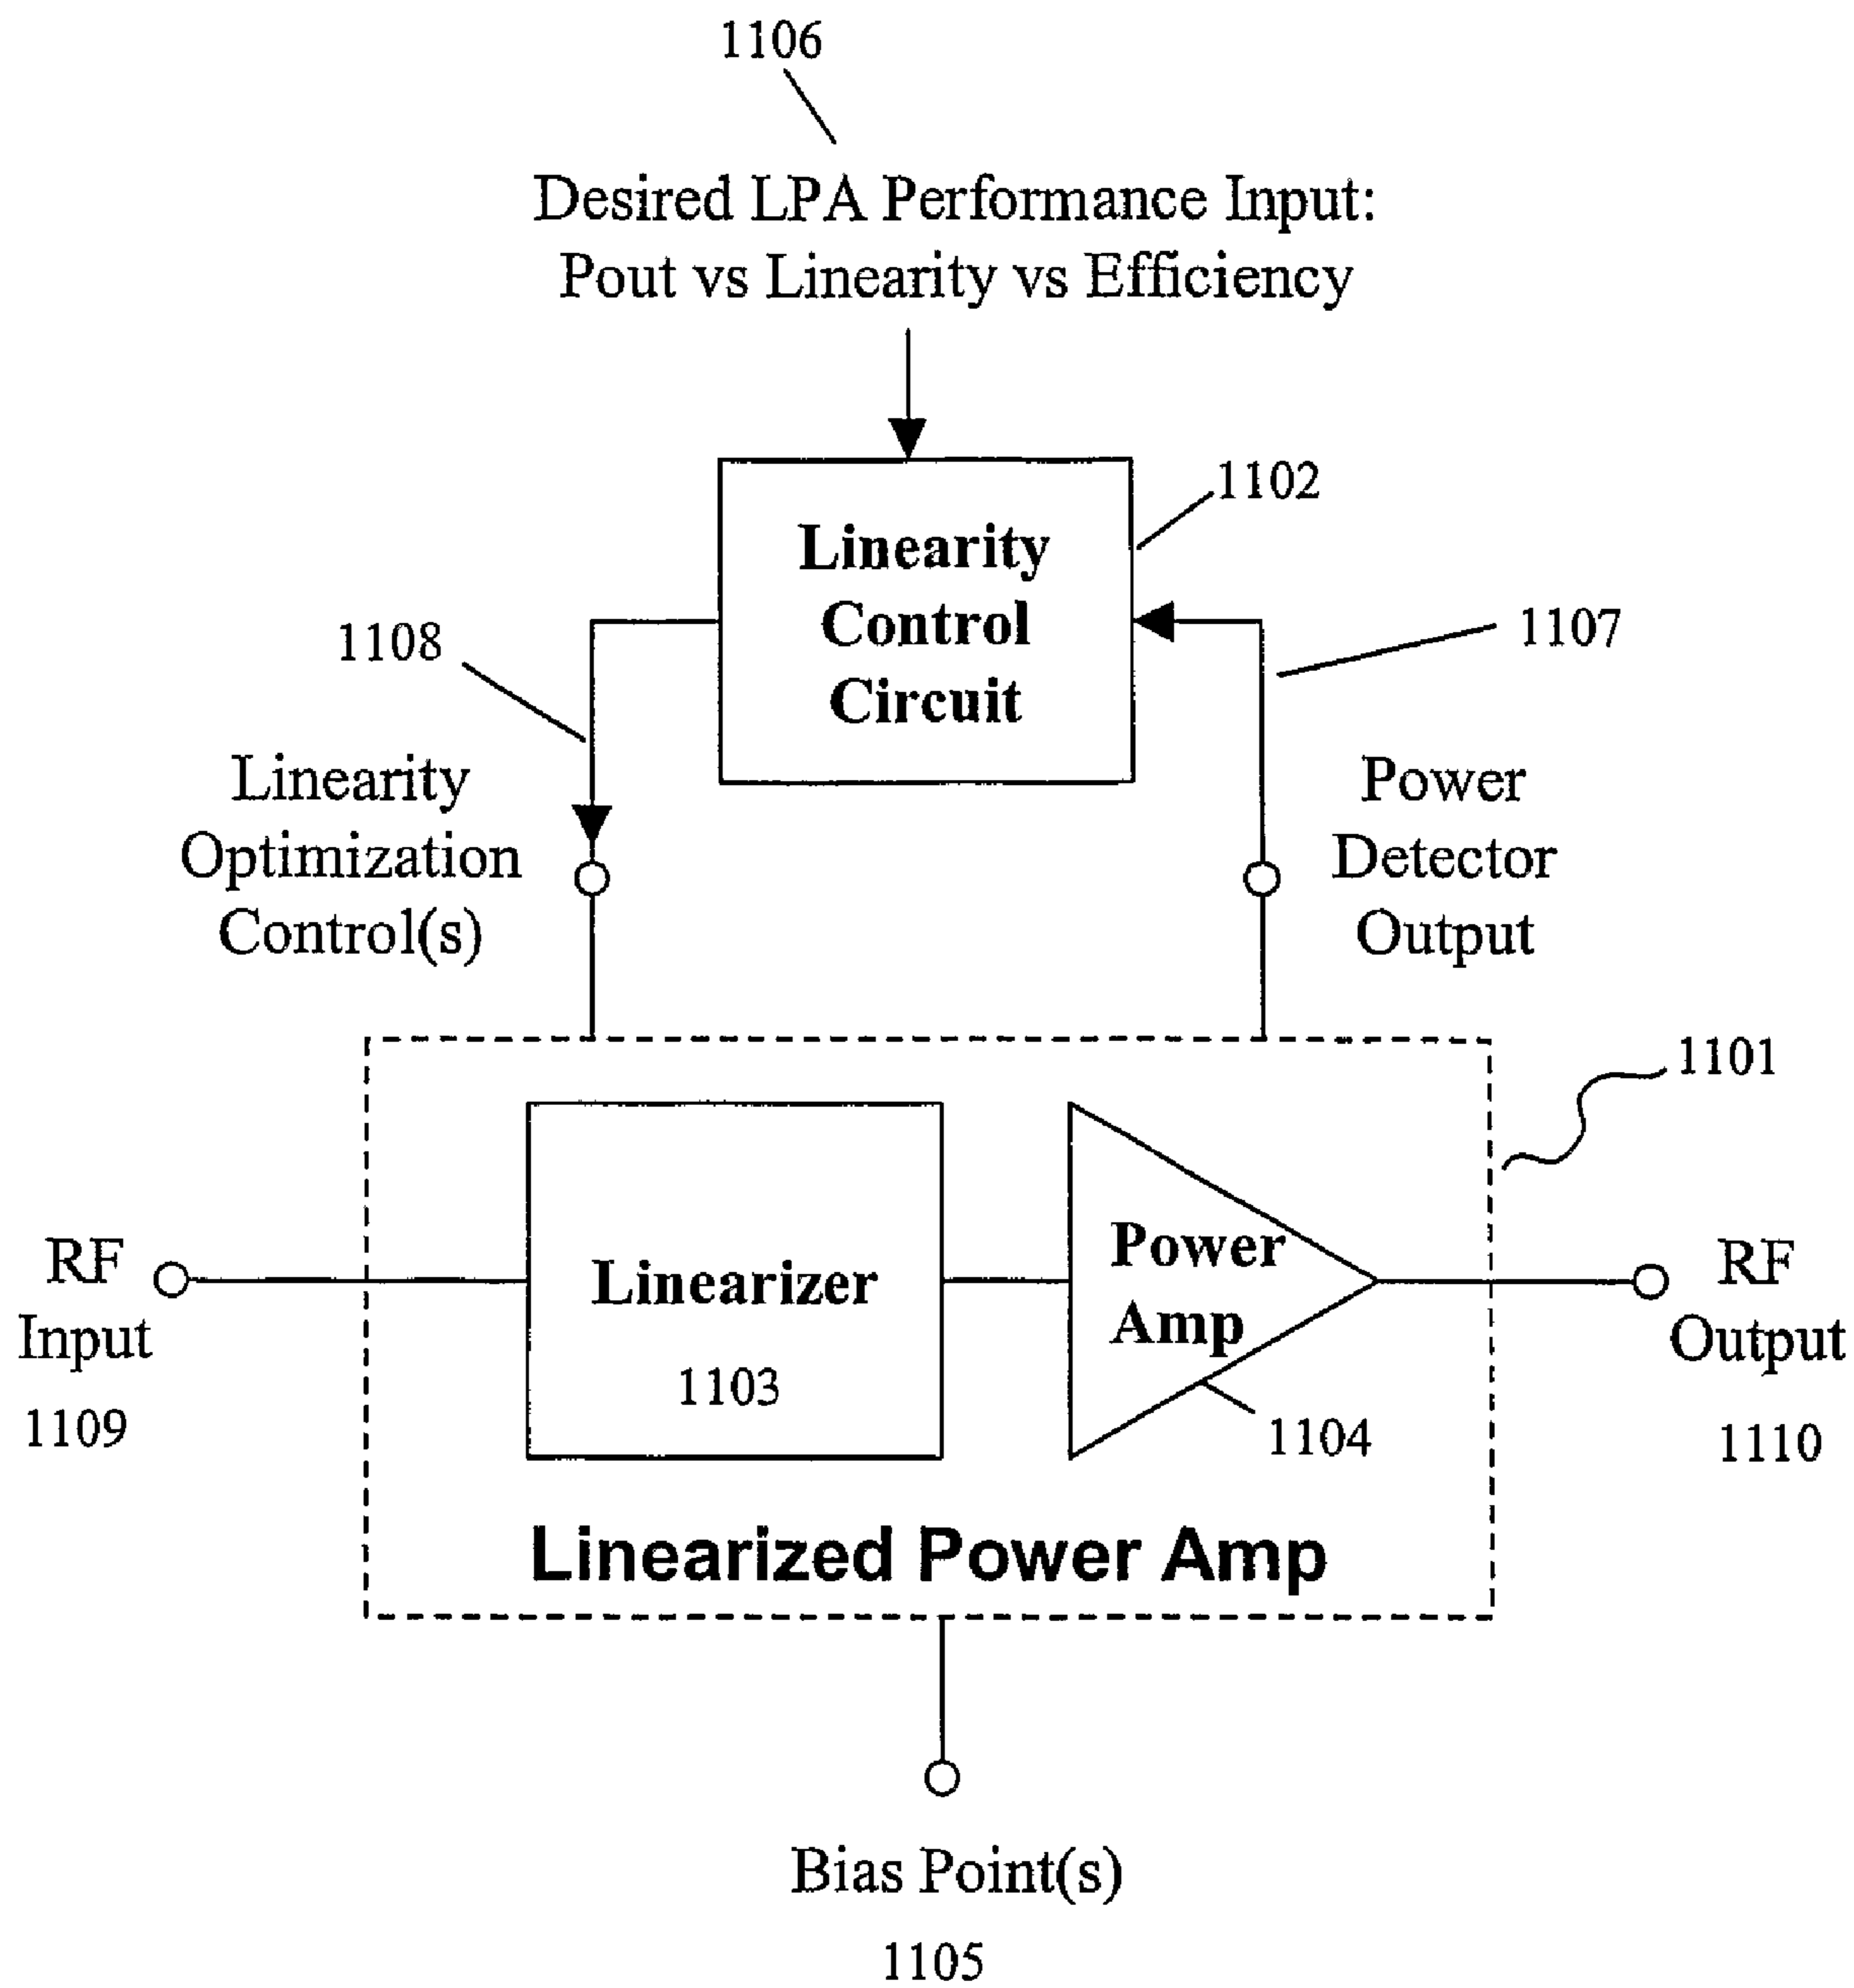 1106
Desired LPA Performance Input:
Pout vs Linearity vs Efficiency
1102
Linearity
Control
Circuit
1108
1107
Linearity
Optimization
Control(s)
Power
Detector
Output
1101
RF
Input
1109
Linearizer
1103
Power
Amp
1104
RF
Output
1110
Linearized Power Amp
Bias Point(s)
1105